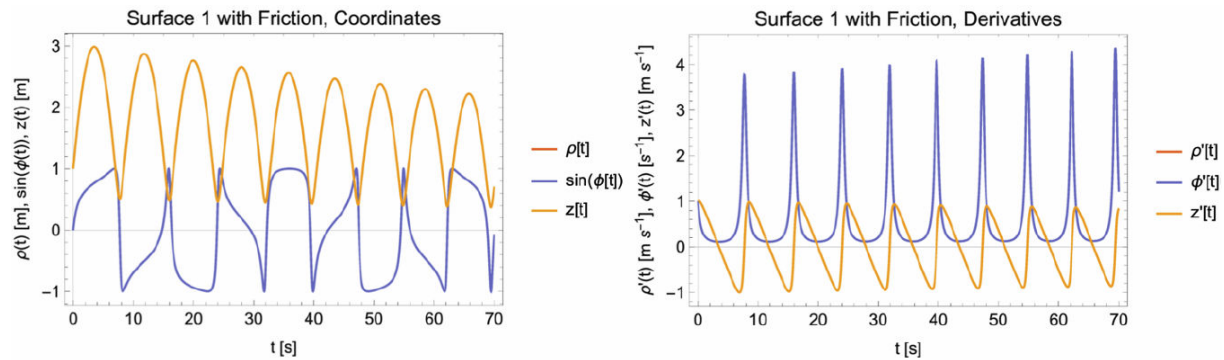 Surface 1 with Friction, Coordinates
ρ(t) [m], sin(ϕ(t)), z(t) [m]
3
2
1
0
−1
0 10 20 30 40 50 60 70
t [s]
ρ[t]
sin(ϕ[t])
z[t]
Surface 1 with Friction, Derivatives
ρ'(t) [m s⁻¹], ϕ'(t) [s⁻¹], z'(t) [m s⁻¹]
4
3
2
1
0
-1
0 10 20 30 40 50 60 70
t [s]
ρ'[t]
ϕ'[t]
z'[t]